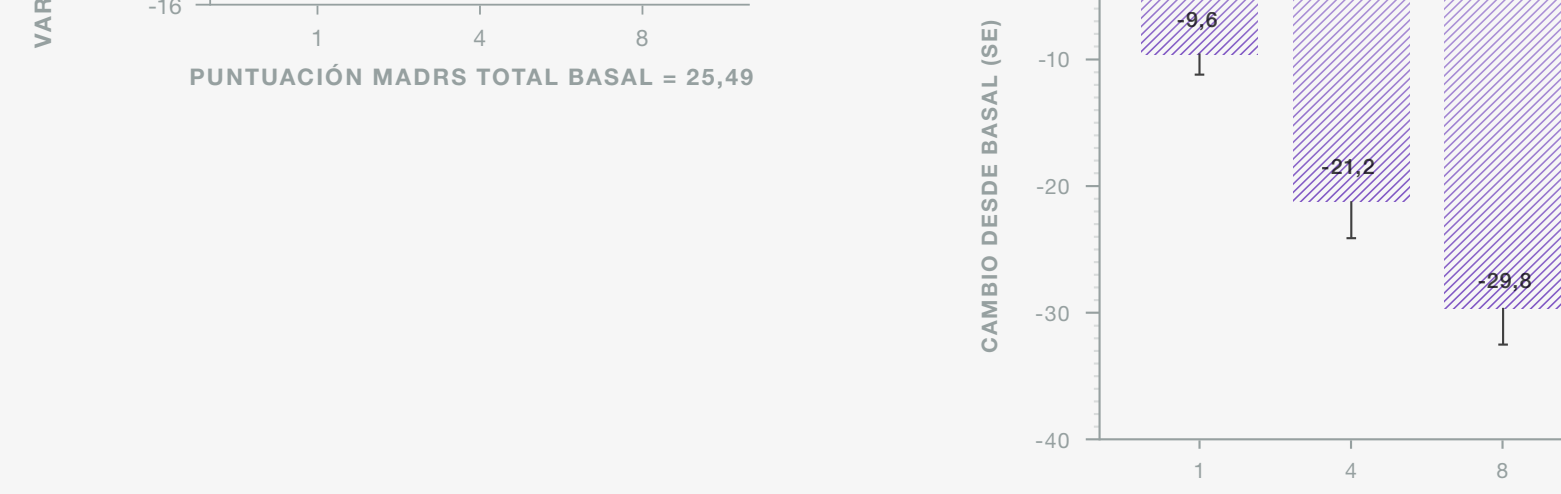 -16
VAR
1 4 8
PUNTUACIÓN MADRS TOTAL BASAL = 25,49
CAMBIO DESDE BASAL (SE)
-9,6
-10
-21,2
-20
-29,8
-30
-40
1 4 8